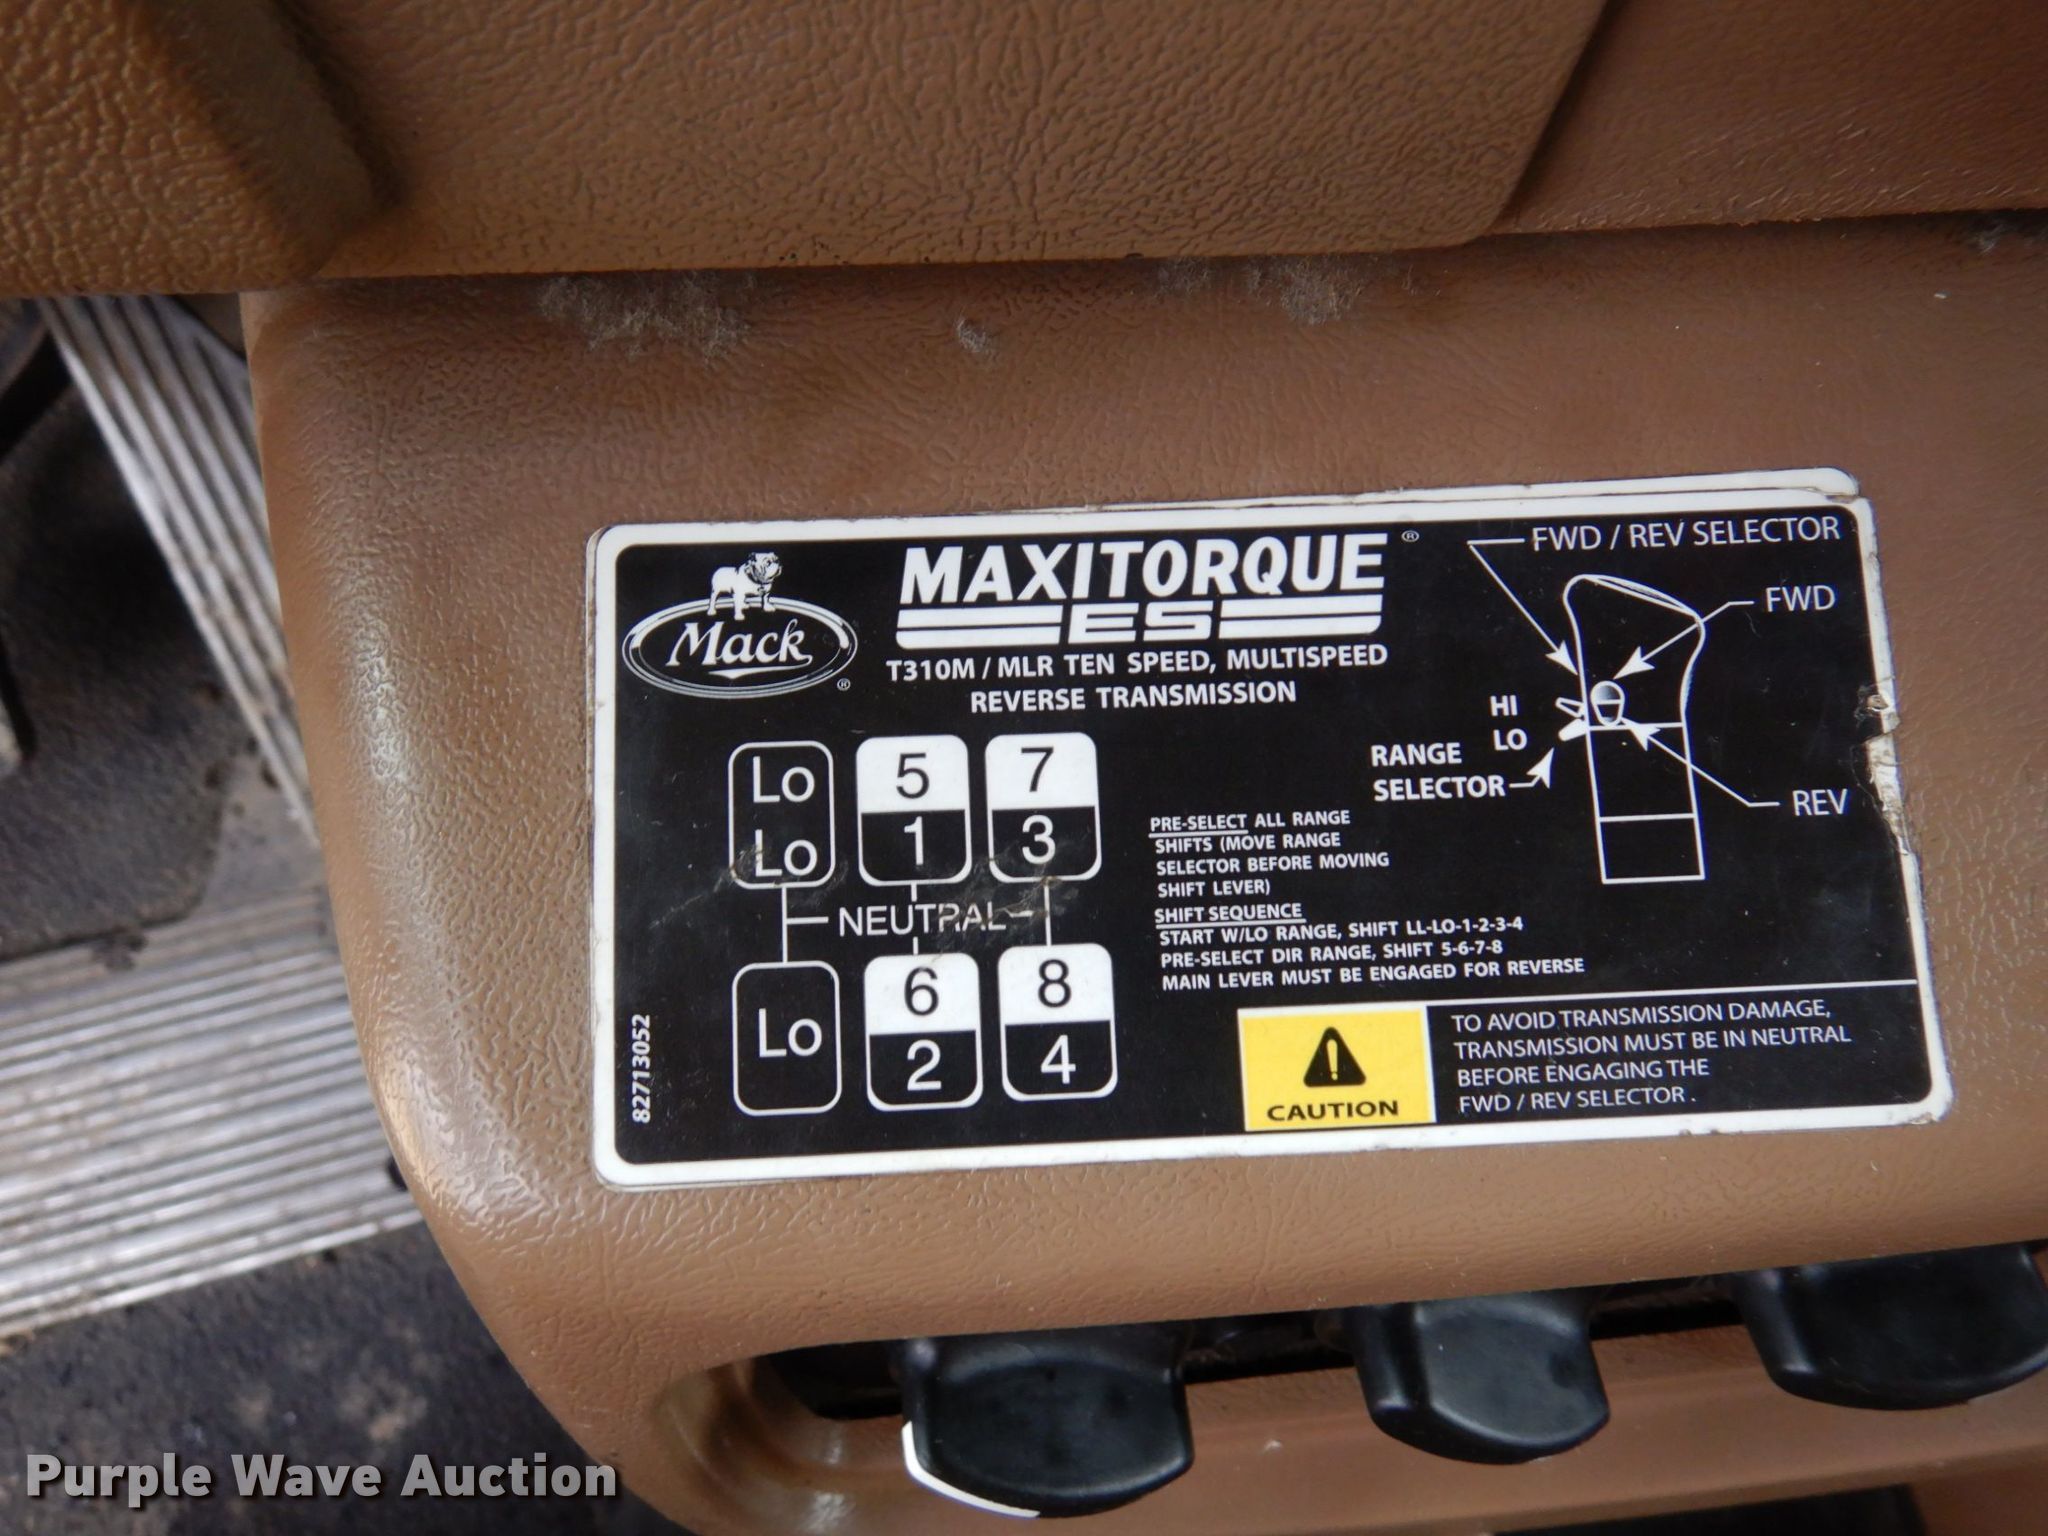 Mack ®
MAXITORQUE ®
ES
T310M / MLR TEN SPEED, MULTISPEED
REVERSE TRANSMISSION
Lo
Lo
5
1
7
3
NEUTRAL
Lo
6
2
8
4
82713052
FWD / REV SELECTOR
FWD
HI
LO
RANGE
SELECTOR
REV
PRE-SELECT ALL RANGE
SHIFTS (MOVE RANGE
SELECTOR BEFORE MOVING
SHIFT LEVER)
SHIFT SEQUENCE
START W/LO RANGE, SHIFT LL-LO-1-2-3-4
PRE-SELECT DIR RANGE, SHIFT 5-6-7-8
MAIN LEVER MUST BE ENGAGED FOR REVERSE
CAUTION
TO AVOID TRANSMISSION DAMAGE,
TRANSMISSION MUST BE IN NEUTRAL
BEFORE ENGAGING THE
FWD / REV SELECTOR .
Purple Wave Auction